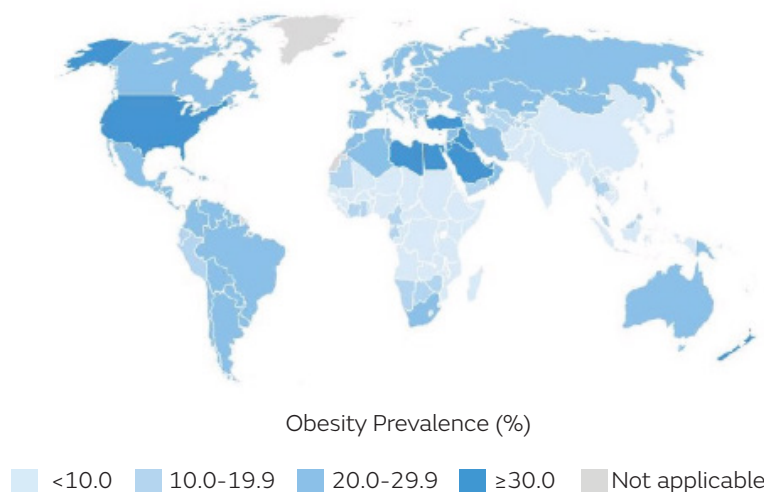 Obesity Prevalence (%)
<10.0 10.0-19.9 20.0-29.9 ≥30.0 Not applicable